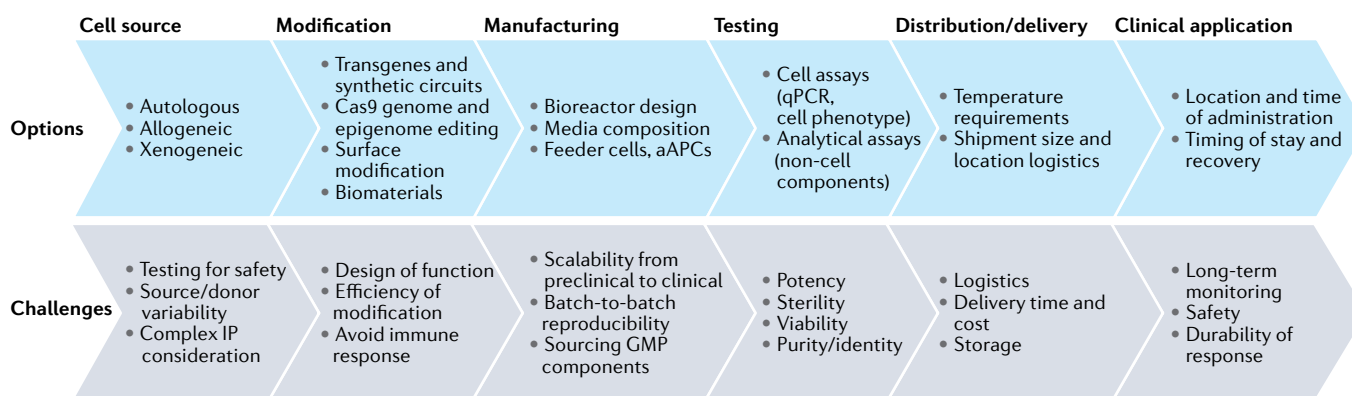 Cell source
Modification
Manufacturing
Testing
Distribution/delivery
Clinical application
Options
• Autologous
• Allogeneic
• Xenogeneic
• Transgenes and
synthetic circuits
• Cas9 genome and
epigenome editing
• Surface
modification
• Biomaterials
• Bioreactor design
• Media composition
• Feeder cells, aAPCs
• Cell assays
(qPCR,
cell phenotype)
• Analytical assays
(non-cell
components)
• Temperature
requirements
• Shipment size and
location logistics
• Location and time
of administration
• Timing of stay and
recovery
Challenges
• Testing for safety
• Source/donor
variability
• Complex IP
consideration
• Design of function
• Efficiency of
modification
• Avoid immune
response
• Scalability from
preclinical to clinical
• Batch-to-batch
reproducibility
• Sourcing GMP
components
• Potency
• Sterility
• Viability
• Purity/identity
• Logistics
• Delivery time and
cost
• Storage
• Long-term
monitoring
• Safety
• Durability of
response